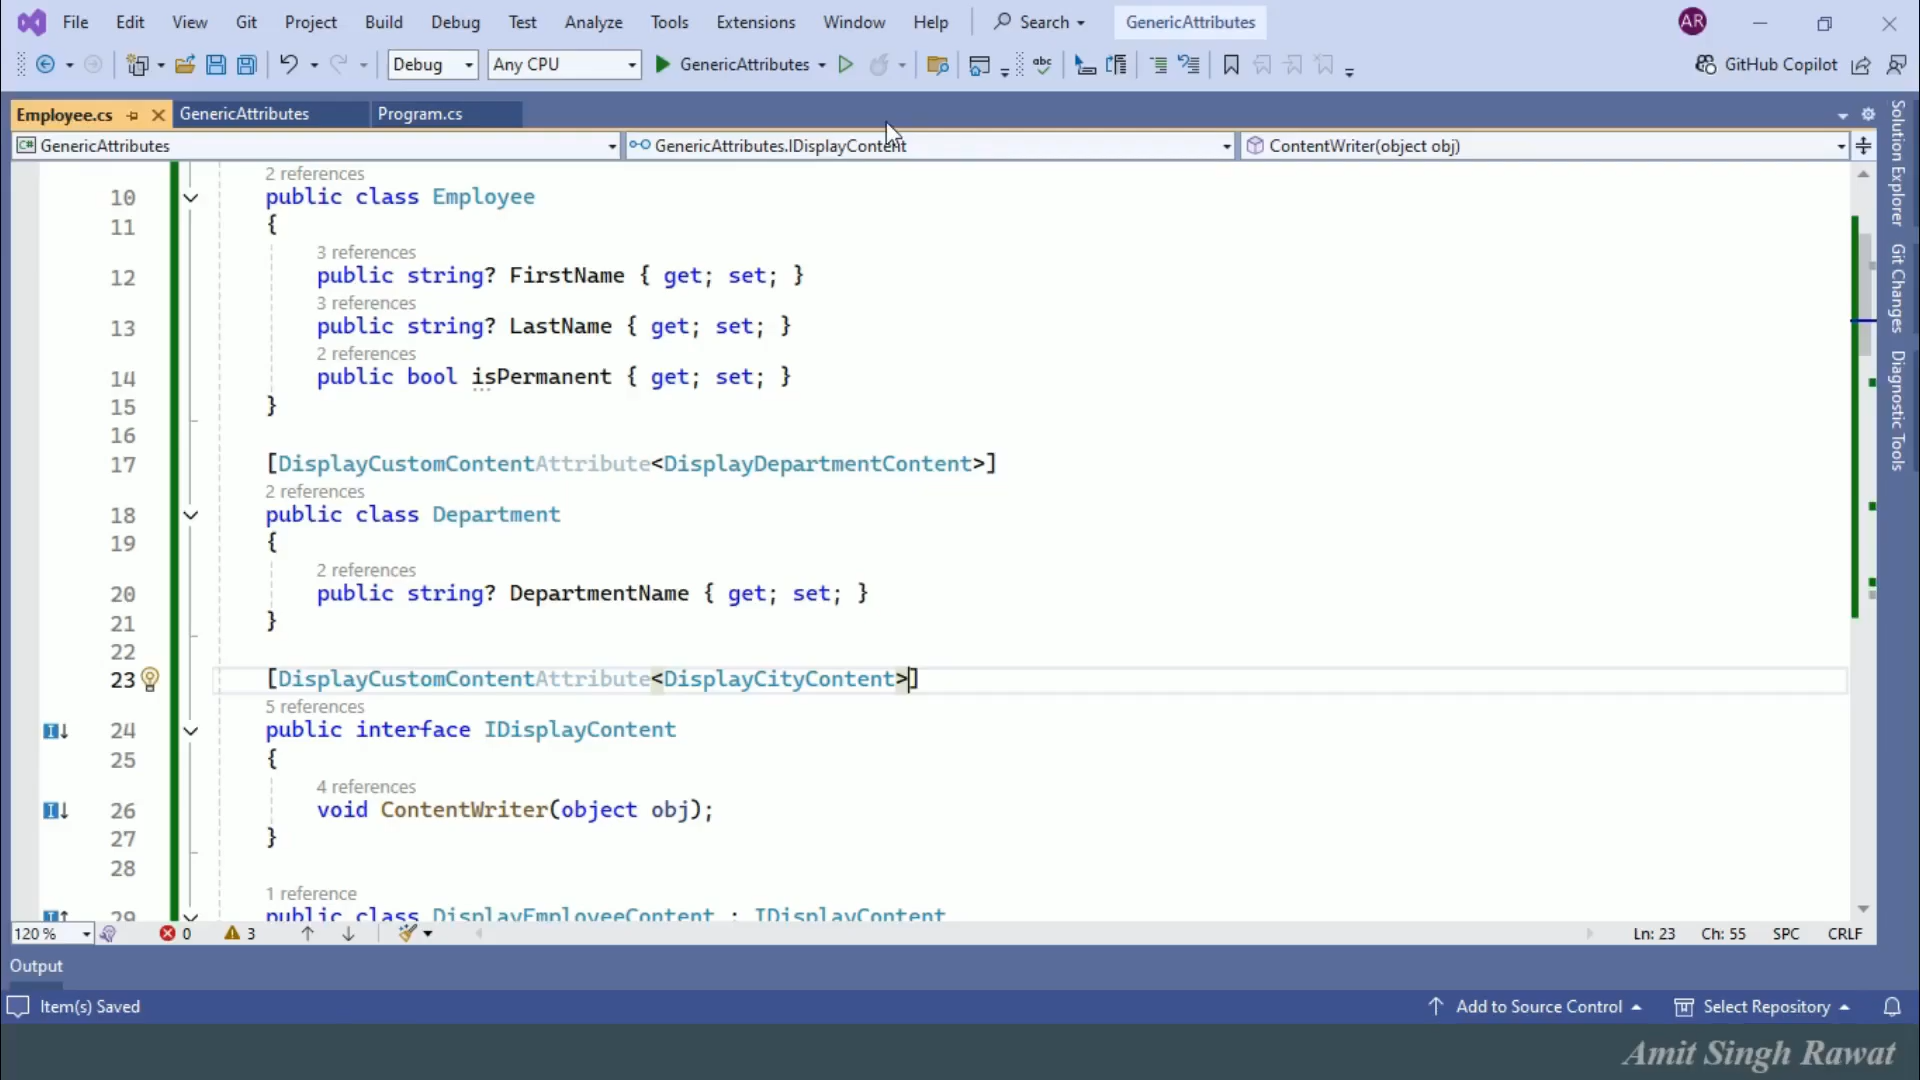 File Edit View Git Project Build Debug Test Analyze Tools Extensions Window Help Search GenericAttributes AR
Debug Any CPU GenericAttributes GitHub Copilot
Employee.cs GenericAttributes Program.cs
GenericAttributes GenericAttributes.IDisplayContent ContentWriter(object obj)
2 references
10 public class Employee
11 {
3 references
12 public string? FirstName { get; set; }
3 references
13 public string? LastName { get; set; }
2 references
14 public bool isPermanent { get; set; }
15 }
16
17 [DisplayCustomContentAttribute<DisplayDepartmentContent>]
2 references
18 public class Department
19 {
2 references
20 public string? DepartmentName { get; set; }
21 }
22
23 [DisplayCustomContentAttribute<DisplayCityContent>]
5 references
24 public interface IDisplayContent
25 {
4 references
26 void ContentWriter(object obj);
27 }
28
1 reference
29 public class DisplayEmployeeContent : IDisplayContent
120 % 0 3 Ln: 23 Ch: 55 SPC CRLF
Output
Item(s) Saved Add to Source Control Select Repository
Solution Explorer
Git Changes
Diagnostic Tools
Amit Singh Rawat